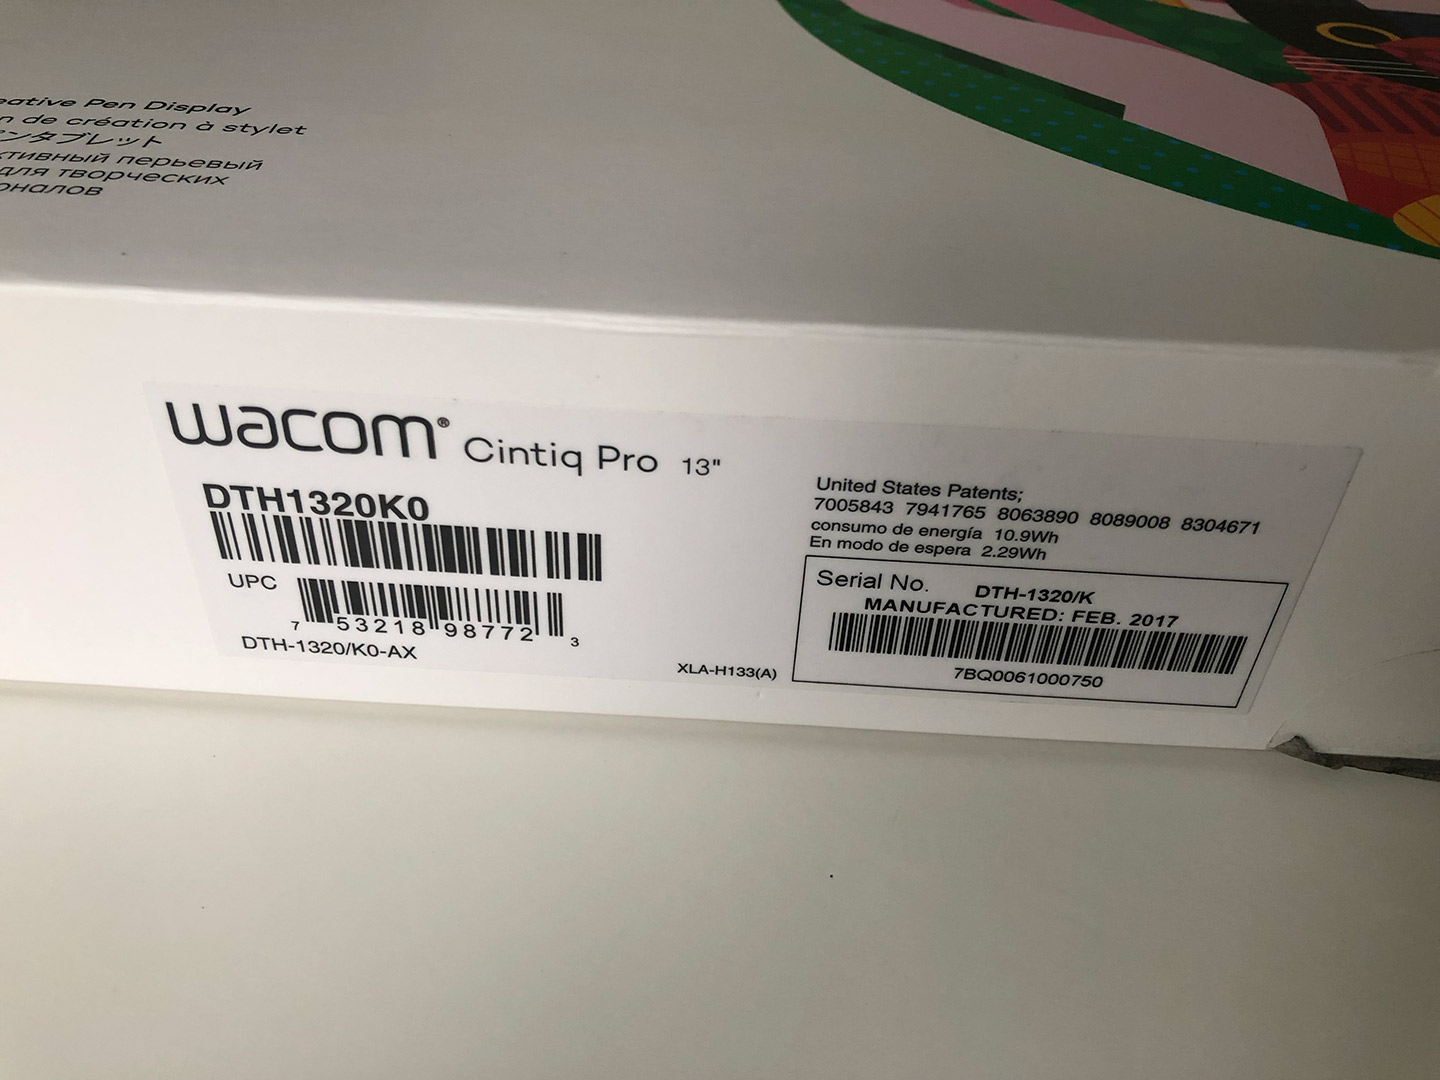 eative Pen Display
n de création à stylet
ンタブレット
ктивный перьевый
для творческих
оналов
wacom® Cintiq Pro 13"
DTH1320K0
UPC
7 53218 98772 3
DTH-1320/K0-AX
XLA-H133(A)
United States Patents;
7005843 7941765 8063890 8089008 8304671
consumo de energía 10.9Wh
En modo de espera 2.29Wh
Serial No. DTH-1320/K
MANUFACTURED: FEB. 2017
7BQ0061000750